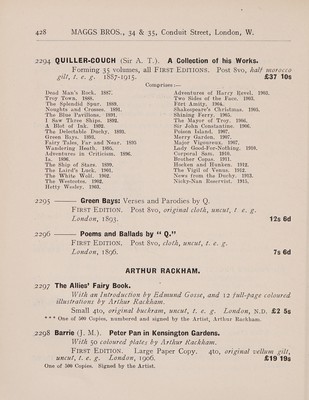 428 MAGGS BROS., 34 & 35, Conduit Street, London, W.
2294 QUILLER-COUCH (Sir A. T.). A Collection of his Works.
Forming 35 volumes, all FIRST EDITIONS. Post 8vo, half morocco
gilt, t. e. g. 1887-1915. £37 10s
Comprises:—
Dead Man's Rock. 1887.
Troy Town. 1888.
The Splendid Spur. 1889.
Noughts and Crosses. 1891.
The Blue Pavilions. 1891.
I Saw Three Ships. 1892.
A Blot of Ink. 1892.
The Delectable Duchy. 1893.
Green Bays. 1893.
Fairy Tales, Far and Near. 1895
Wandering Heath. 1895.
Adventures in Criticism. 1896.
Ia. 1896.
The Ship of Stars. 1899.
The Laird's Luck. 1901.
The White Wolf. 1902.
The Westcotes. 1902.
Hetty Wesley. 1903.
Adventures of Harry Revel. 1903.
Two Sides of the Face. 1903.
Fort Amity. 1904.
Shakespeare's Christmas. 1905.
Shining Ferry. 1905.
The Mayor of Troy. 1906.
Sir John Constantine. 1906.
Poison Island. 1907.
Merry Garden. 1907.
Major Vigoureux. 1907.
Lady Good-For-Nothing. 1910.
Corporal Sam. 1910.
Brother Copas. 1911.
Hocken and Hunken. 1912.
The Vigil of Venus. 1912.
News from the Duchy. 1913.
Nicky-Nan Reservist. 1915.
2295 ——— Green Bays: Verses and Parodies by Q.
FIRST EDITION. Post 8vo, original cloth, uncut, t. e. g.
London, 1893. 12s 6d
2296 ——— Poems and Ballads by "Q."
FIRST EDITION. Post 8vo, cloth, uncut, t. e. g.
London, 1896. 7s 6d
ARTHUR RACKHAM.
2297 The Allies' Fairy Book.
With an Introduction by Edmund Gosse, and 12 full-page coloured
illustrations by Arthur Rackham.
Small 4to, original buckram, uncut, t. e. g. London, N.D. £2 5s
*** One of 500 Copies, numbered and signed by the Artist, Arthur Rackham.
2298 Barrie (J. M.). Peter Pan in Kensington Gardens.
With 50 coloured plates by Arthur Rackham.
FIRST EDITION. Large Paper Copy. 4to, original vellum gilt,
uncut, t. e. g. London, 1906. £19 19s
One of 500 Copies. Signed by the Artist.